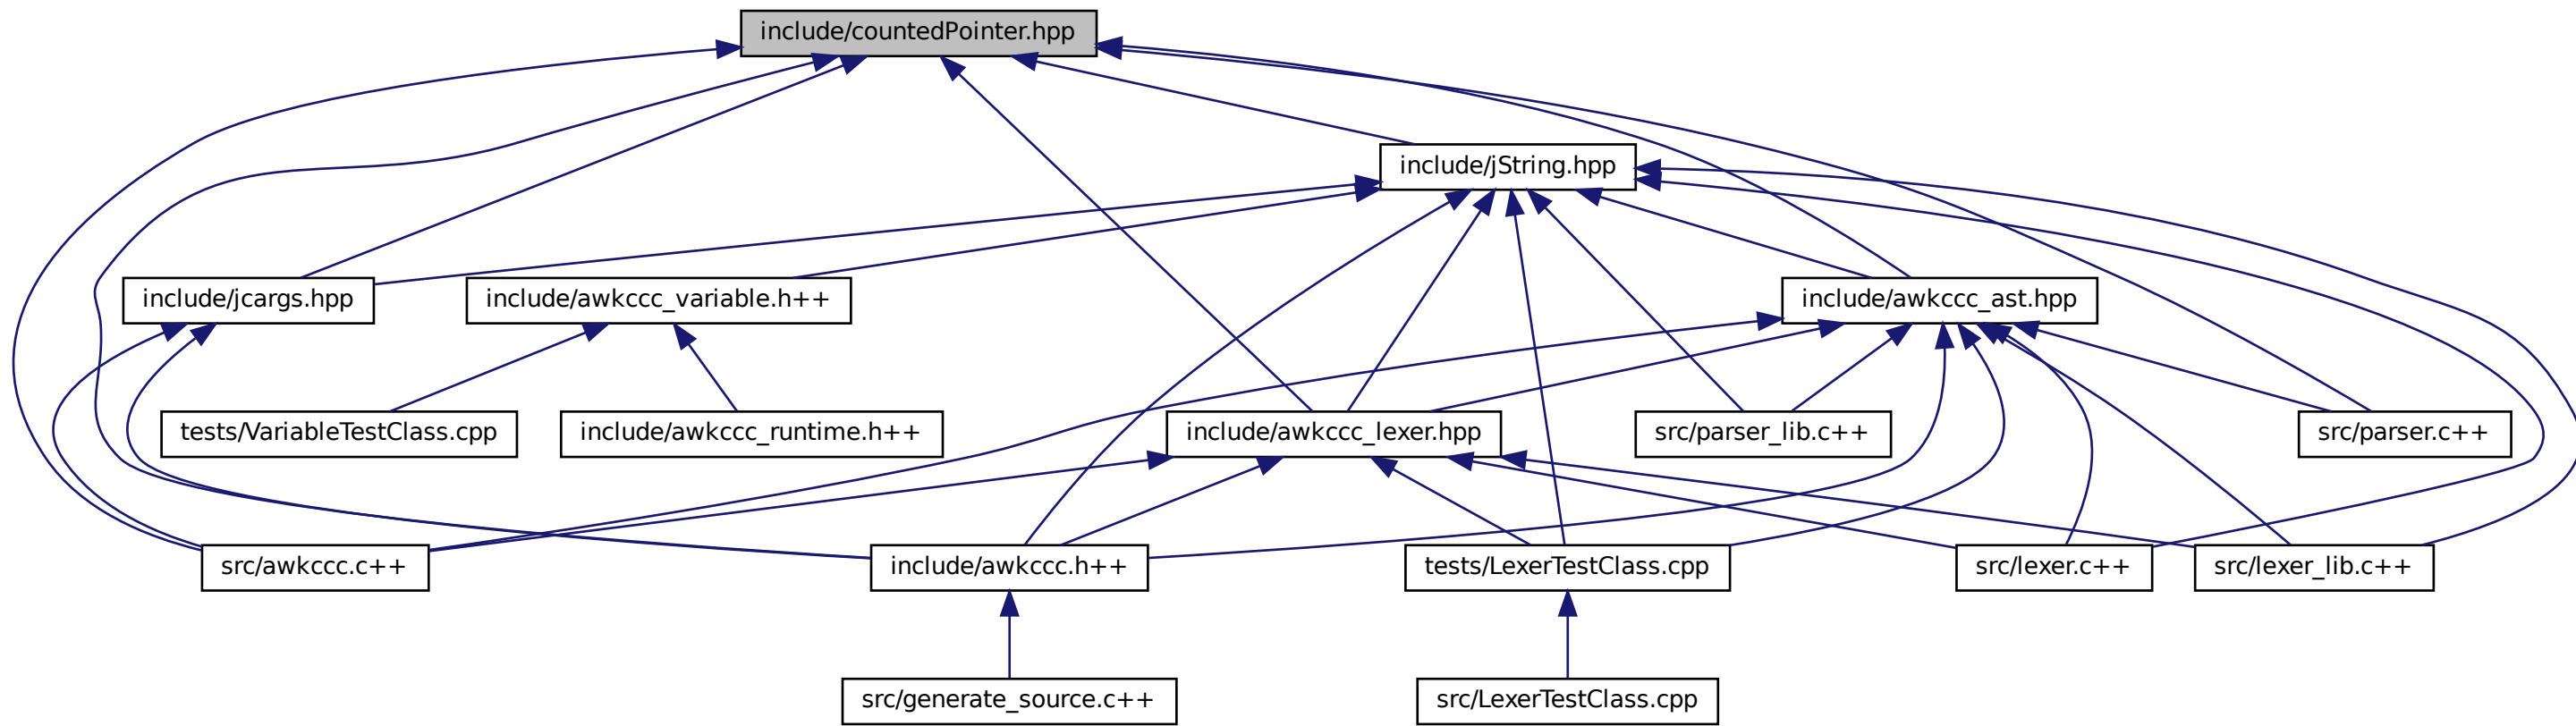 include/countedPointer.hpp
include/jString.hpp
include/jcargs.hpp
include/awkccc_variable.h++
include/awkccc_ast.hpp
tests/VariableTestClass.cpp
include/awkccc_runtime.h++
include/awkccc_lexer.hpp
src/parser_lib.c++
src/parser.c++
src/awkccc.c++
include/awkccc.h++
tests/LexerTestClass.cpp
src/lexer.c++
src/lexer_lib.c++
src/generate_source.c++
src/LexerTestClass.cpp